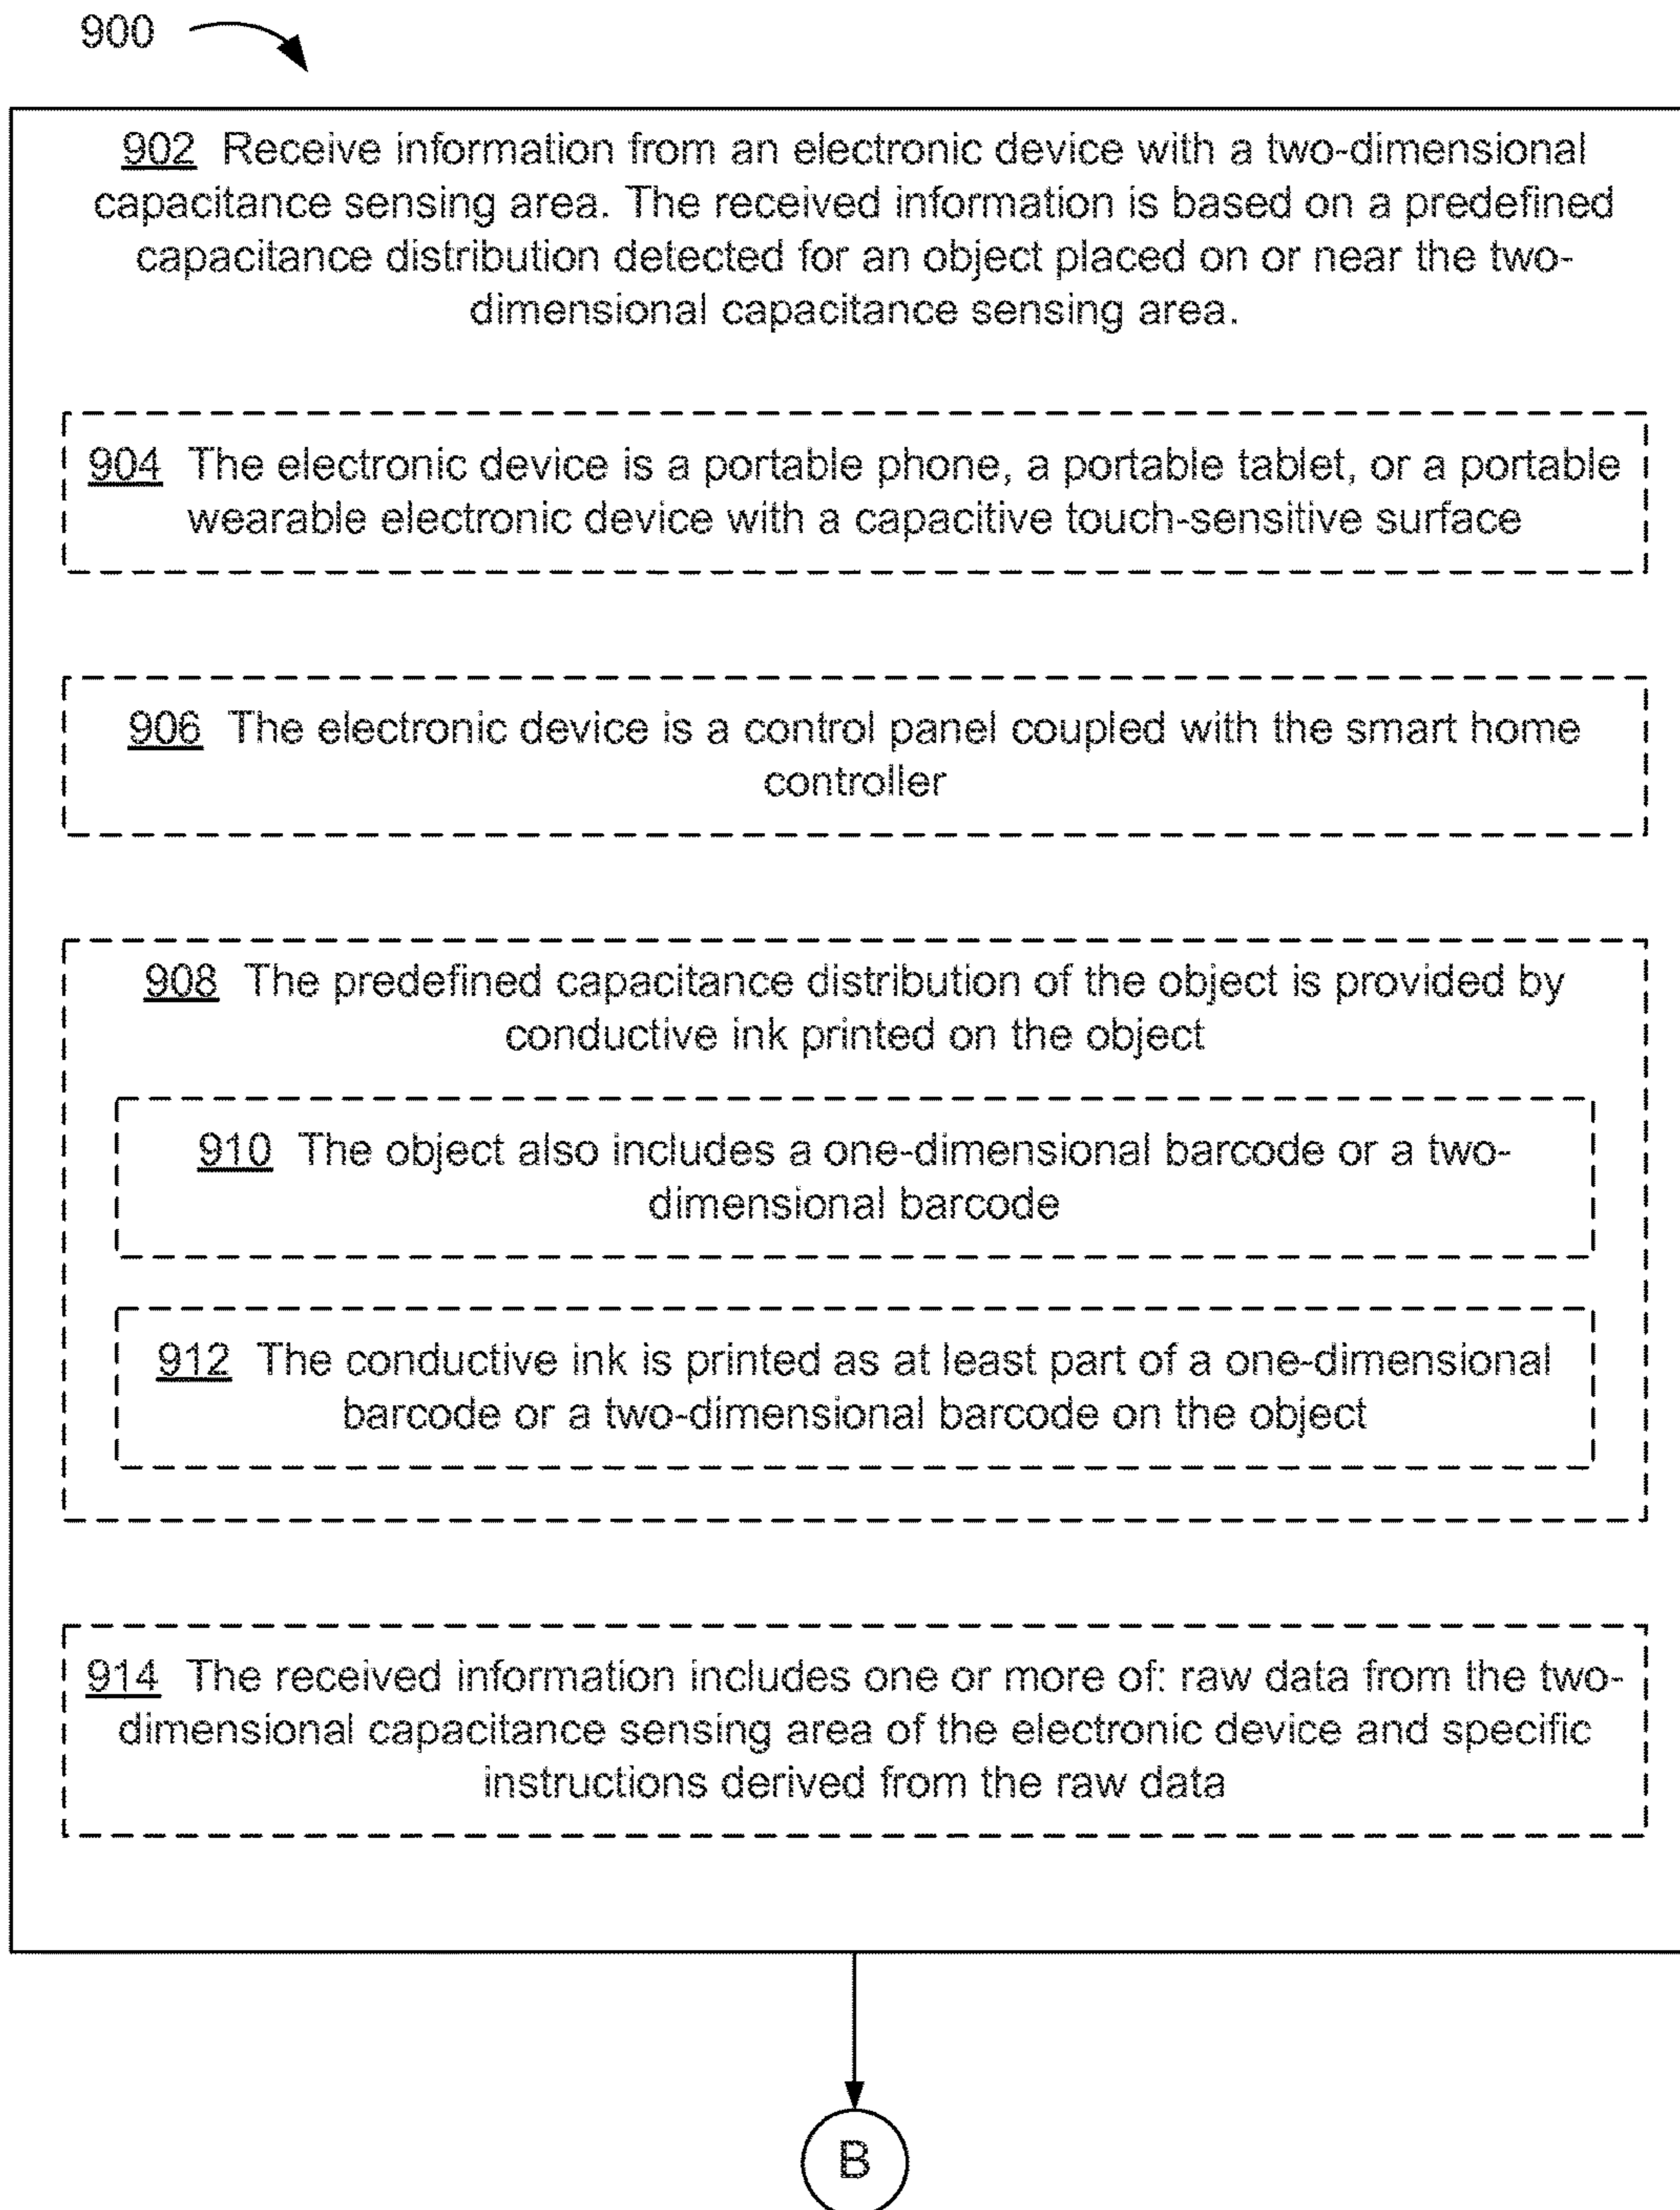 900
902 Receive information from an electronic device with a two-dimensional
capacitance sensing area. The received information is based on a predefined
capacitance distribution detected for an object placed on or near the two-
dimensional capacitance sensing area.
904 The electronic device is a portable phone, a portable tablet, or a portable
wearable electronic device with a capacitive touch-sensitive surface
906 The electronic device is a control panel coupled with the smart home
controller
908 The predefined capacitance distribution of the object is provided by
conductive ink printed on the object
910 The object also includes a one-dimensional barcode or a two-
dimensional barcode
912 The conductive ink is printed as at least part of a one-dimensional
barcode or a two-dimensional barcode on the object
914 The received information includes one or more of: raw data from the two-
dimensional capacitance sensing area of the electronic device and specific
instructions derived from the raw data
B